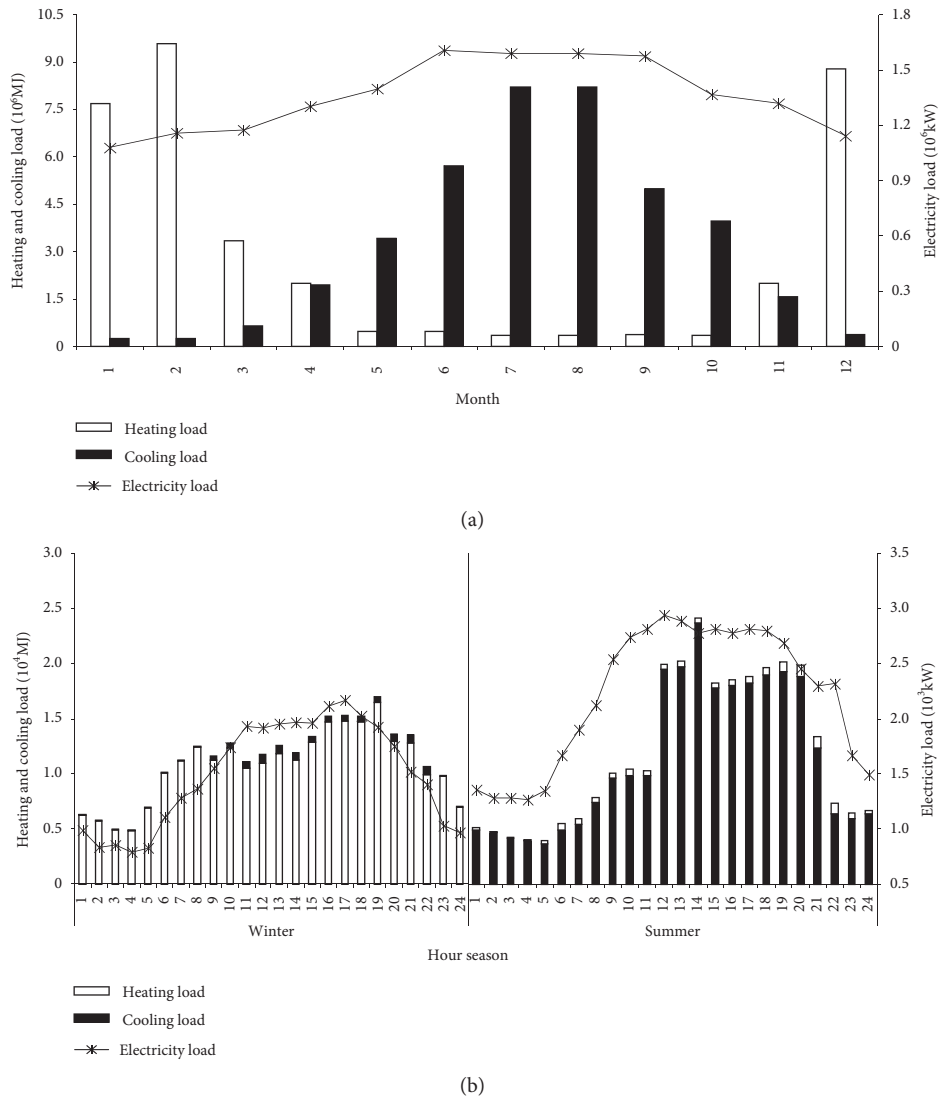 10.5
9.0
7.5
6.0
4.5
3.0
1.5
0
Heating and cooling load (10⁶MJ)
1.8
1.5
1.2
0.9
0.6
0.3
0
Electricity load (10⁶kW)
1 2 3 4 5 6 7 8 9 10 11 12
Month
Heating load
Cooling load
Electricity load
(a)
3.0
2.5
2.0
1.5
1.0
0.5
0
Heating and cooling load (10⁴MJ)
3.5
3.0
2.5
2.0
1.5
1.0
0.5
Electricity load (10³kW)
1 2 3 4 5 6 7 8 9 10 11 12 13 14 15 16 17 18 19 20 21 22 23 24 1 2 3 4 5 6 7 8 9 10 11 12 13 14 15 16 17 18 19 20 21 22 23 24
Winter Summer
Hour season
Heating load
Cooling load
Electricity load
(b)